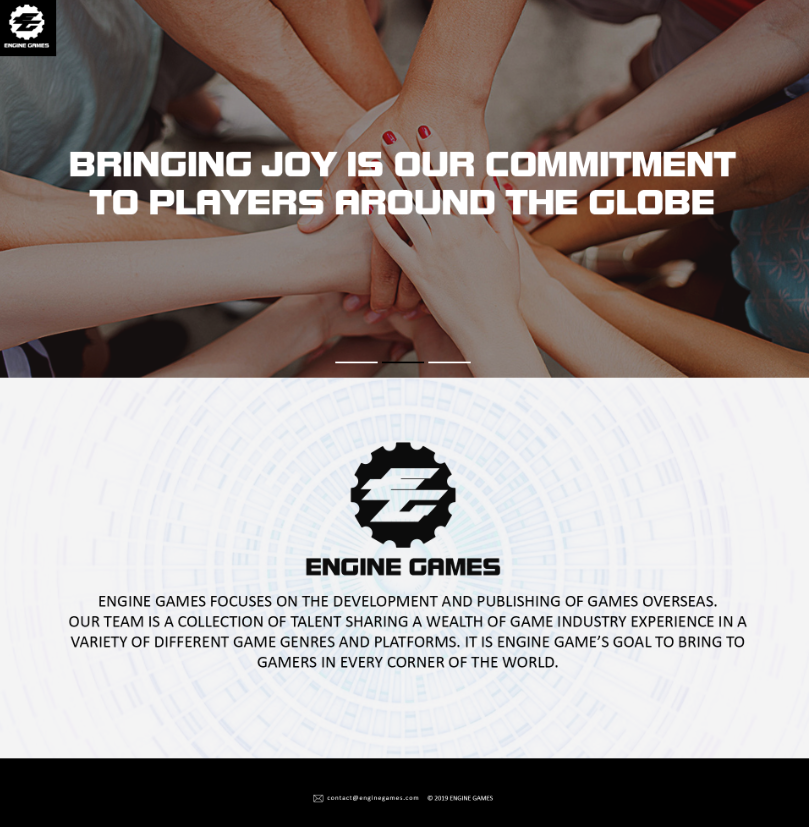 ENGINE GAMES
BRINGING JOY IS OUR COMMITMENT
TO PLAYERS AROUND THE GLOBE
ENGINE GAMES
ENGINE GAMES FOCUSES ON THE DEVELOPMENT AND PUBLISHING OF GAMES OVERSEAS.
OUR TEAM IS A COLLECTION OF TALENT SHARING A WEALTH OF GAME INDUSTRY EXPERIENCE IN A
VARIETY OF DIFFERENT GAME GENRES AND PLATFORMS. IT IS ENGINE GAME'S GOAL TO BRING TO
GAMERS IN EVERY CORNER OF THE WORLD.
contact@enginegames.com © 2019 ENGINE GAMES